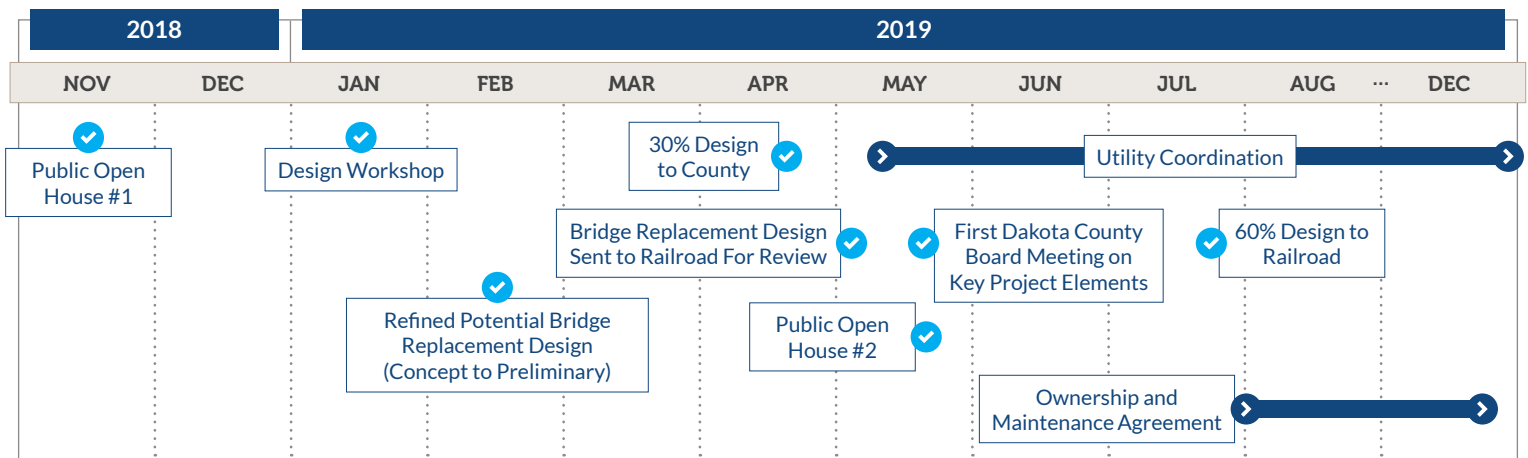 2018
2019
NOV
DEC
JAN
FEB
MAR
APR
MAY
JUN
JUL
AUG
...
DEC
Public Open
House #1
Design Workshop
30% Design
to County
Utility Coordination
Bridge Replacement Design
Sent to Railroad For Review
First Dakota County
Board Meeting on
Key Project Elements
60% Design to
Railroad
Refined Potential Bridge
Replacement Design
(Concept to Preliminary)
Public Open
House #2
Ownership and
Maintenance Agreement